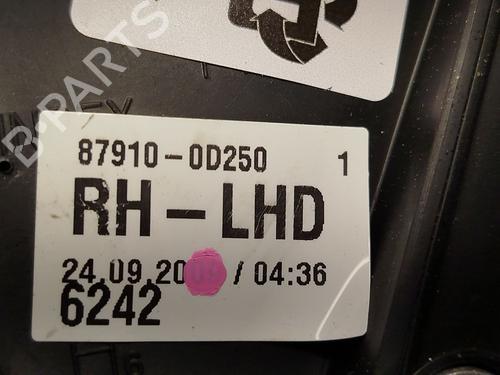 B-PARTS
87910-0D250 1
RH-LHD
24.09.20 / 04:36
6242